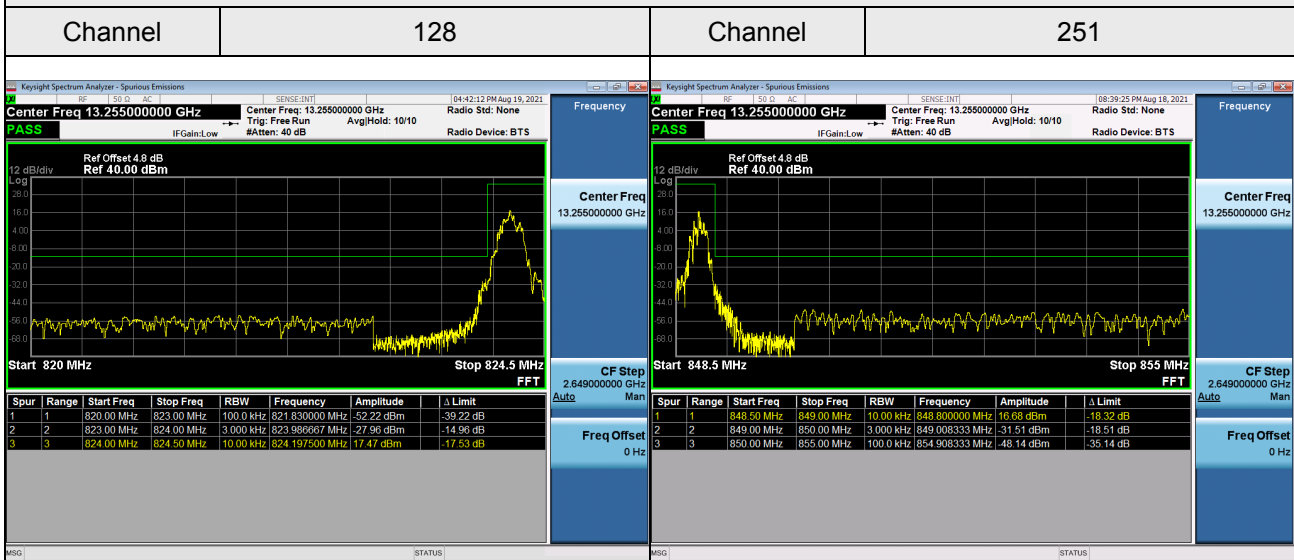 Channel 128 Channel 251
Keysight Spectrum Analyzer - Spurious Emissions
RF 50 Ω AC SENSE:INT 04:42:12 PM Aug 19, 2021
Center Freq 13.255000000 GHz
Center Freq: 13.255000000 GHz
Radio Std: None
Trig: Free Run Avg|Hold: 10/10
PASS
IFGain:Low
#Atten: 40 dB
Radio Device: BTS
Ref Offset 4.8 dB
12 dB/div Ref 40.00 dBm
Log
28.0
16.0
4.00
-8.00
-20.0
-32.0
-44.0
-56.0
-68.0
Start 820 MHz Stop 824.5 MHz
FFT
Spur Range Start Freq Stop Freq RBW Frequency Amplitude Δ Limit
1 1 820.00 MHz 823.00 MHz 100.0 kHz 821.830000 MHz -52.22 dBm -39.22 dB
2 2 823.00 MHz 824.00 MHz 3.000 kHz 823.986667 MHz -27.96 dBm -14.96 dB
3 3 824.00 MHz 824.50 MHz 10.00 kHz 824.197500 MHz 17.47 dBm -17.53 dB
MSG STATUS
Frequency
Center Freq
13.255000000 GHz
CF Step
2.649000000 GHz
Auto Man
Freq Offset
0 Hz
Keysight Spectrum Analyzer - Spurious Emissions
RF 50 Ω AC SENSE:INT 08:39:25 PM Aug 18, 2021
Center Freq 13.255000000 GHz
Center Freq: 13.255000000 GHz
Radio Std: None
Trig: Free Run Avg|Hold: 10/10
PASS
IFGain:Low
#Atten: 40 dB
Radio Device: BTS
Ref Offset 4.8 dB
12 dB/div Ref 40.00 dBm
Log
28.0
16.0
4.00
-8.00
-20.0
-32.0
-44.0
-56.0
-68.0
Start 848.5 MHz Stop 855 MHz
FFT
Spur Range Start Freq Stop Freq RBW Frequency Amplitude Δ Limit
1 1 848.50 MHz 849.00 MHz 10.00 kHz 848.800000 MHz 16.68 dBm -18.32 dB
2 2 849.00 MHz 850.00 MHz 3.000 kHz 849.008333 MHz -31.51 dBm -18.51 dB
3 3 850.00 MHz 855.00 MHz 100.0 kHz 854.908333 MHz -48.14 dBm -35.14 dB
MSG STATUS
Frequency
Center Freq
13.255000000 GHz
CF Step
2.649000000 GHz
Auto Man
Freq Offset
0 Hz